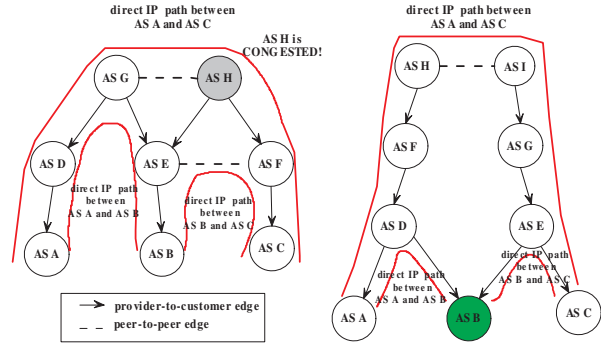 direct IP path between
AS A and AS C
AS H is
CONGESTED!
AS G
AS H
AS D
AS E
AS F
direct IP path
between
AS A and AS B
direct IP path
between
AS B and AS C
AS A
AS B
AS C
provider-to-customer edge
peer-to-peer edge
direct IP path between
AS A and AS C
AS H
AS I
AS F
AS G
AS D
AS E
direct IP path
between
AS A and AS B
direct IP path
between
AS B and AS C
AS A
AS B
AS C